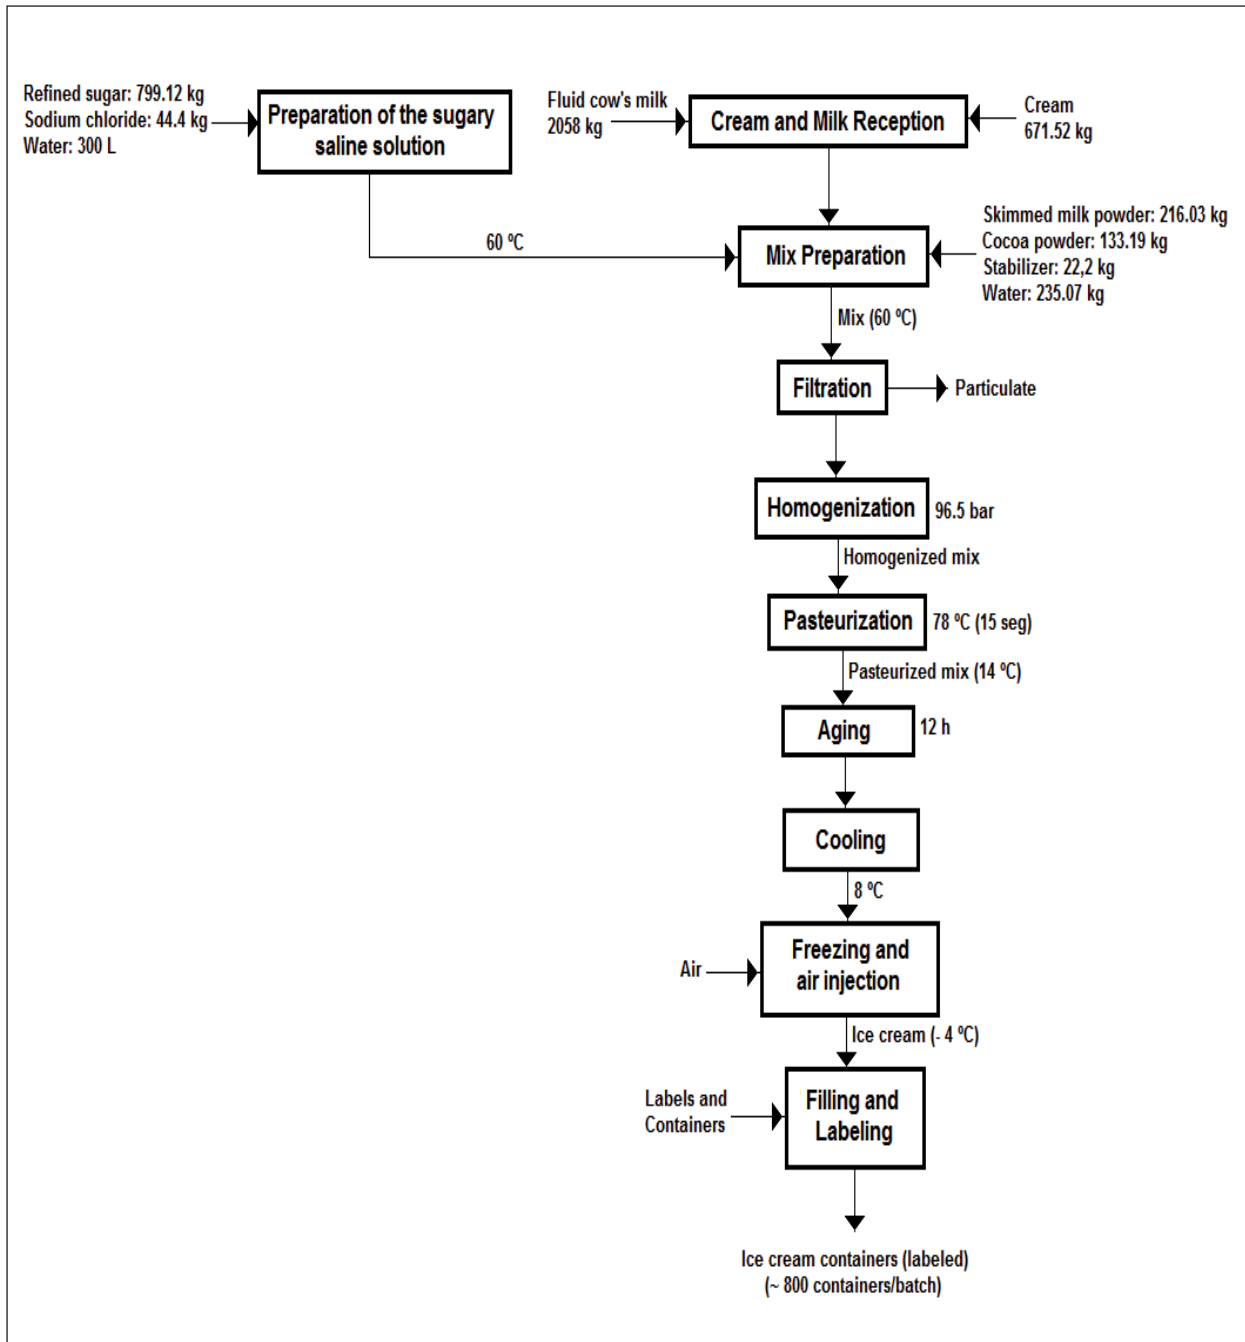 Refined sugar: 799.12 kg
Sodium chloride: 44.4 kg
Water: 300 L
Preparation of the sugary
saline solution
Fluid cow's milk
2058 kg
Cream and Milk Reception
Cream
671.52 kg
60 ºC
Mix Preparation
Skimmed milk powder: 216.03 kg
Cocoa powder: 133.19 kg
Stabilizer: 22,2 kg
Water: 235.07 kg
Mix (60 ºC)
Filtration
Particulate
Homogenization
96.5 bar
Homogenized mix
Pasteurization
78 ºC (15 seg)
Pasteurized mix (14 ºC)
Aging
12 h
Cooling
8 ºC
Air
Freezing and
air injection
Ice cream (- 4 ºC)
Labels and
Containers
Filling and
Labeling
Ice cream containers (labeled)
(~ 800 containers/batch)